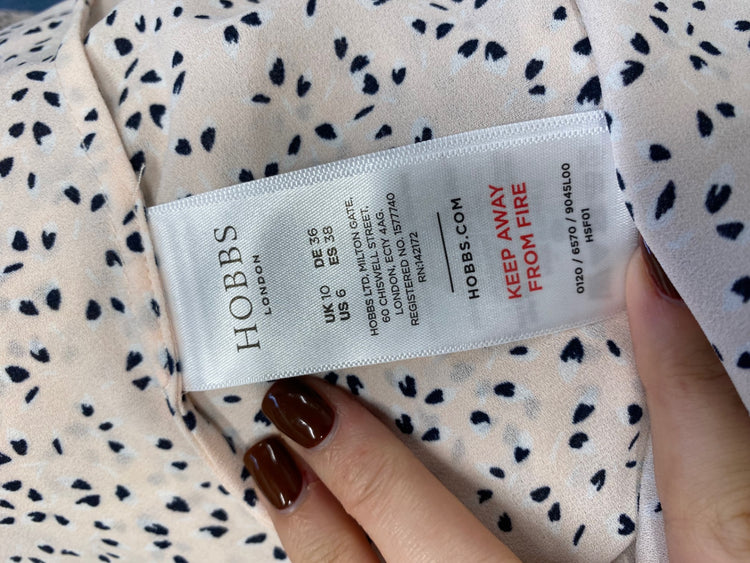 HOBBS
LONDON
UK 10 DE 36
US 6 ES 38
HOBBS LTD, MILTON GATE,
60 CHISWELL STREET,
LONDON, EC1Y 4AG.
REGISTERED NO. 1577740
RN142172
HOBBS.COM
KEEP AWAY
FROM FIRE
0120 / 6570 / 9045L00
HSF01